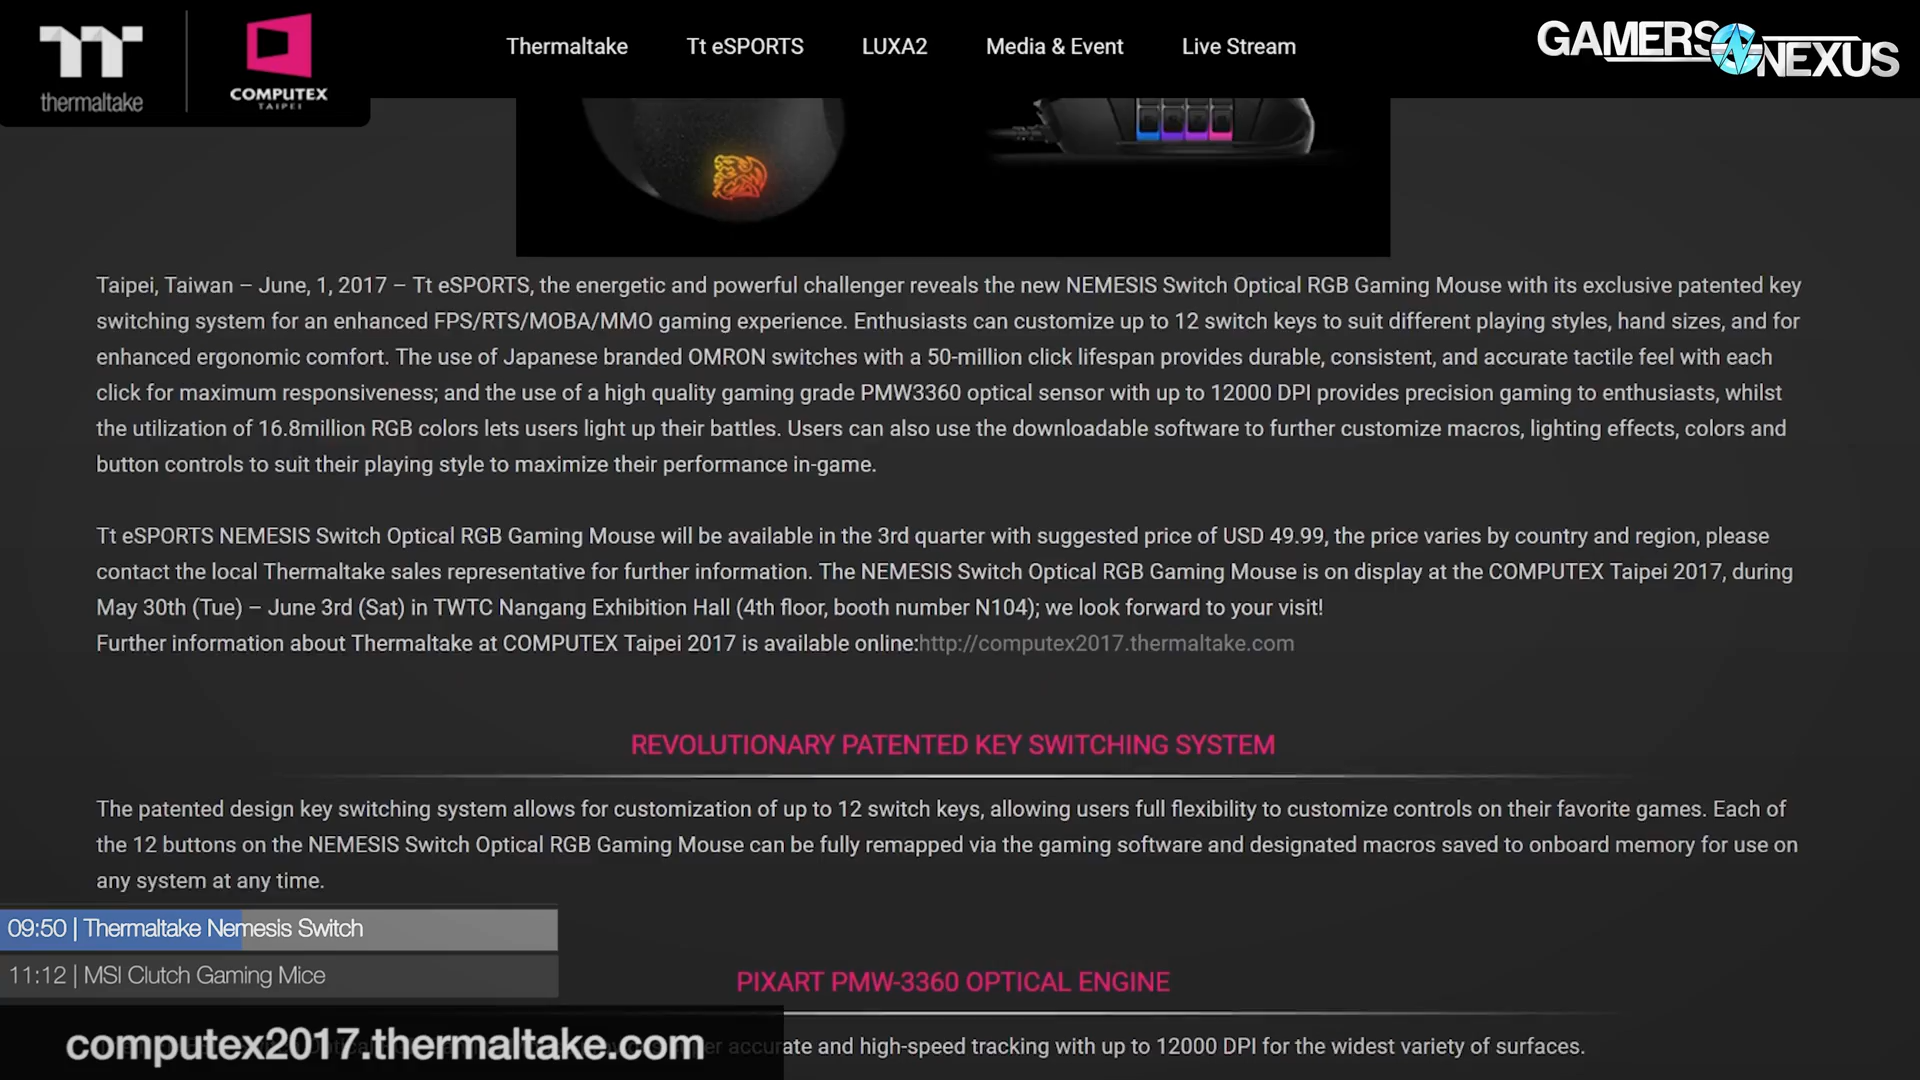 thermaltake
COMPUTEX
TAIPEI
Thermaltake
Tt eSPORTS
LUXA2
Media & Event
Live Stream
GAMERS NEXUS
Taipei, Taiwan – June, 1, 2017 – Tt eSPORTS, the energetic and powerful challenger reveals the new NEMESIS Switch Optical RGB Gaming Mouse with its exclusive patented key
switching system for an enhanced FPS/RTS/MOBA/MMO gaming experience. Enthusiasts can customize up to 12 switch keys to suit different playing styles, hand sizes, and for
enhanced ergonomic comfort. The use of Japanese branded OMRON switches with a 50-million click lifespan provides durable, consistent, and accurate tactile feel with each
click for maximum responsiveness; and the use of a high quality gaming grade PMW3360 optical sensor with up to 12000 DPI provides precision gaming to enthusiasts, whilst
the utilization of 16.8million RGB colors lets users light up their battles. Users can also use the downloadable software to further customize macros, lighting effects, colors and
button controls to suit their playing style to maximize their performance in-game.
Tt eSPORTS NEMESIS Switch Optical RGB Gaming Mouse will be available in the 3rd quarter with suggested price of USD 49.99, the price varies by country and region, please
contact the local Thermaltake sales representative for further information. The NEMESIS Switch Optical RGB Gaming Mouse is on display at the COMPUTEX Taipei 2017, during
May 30th (Tue) – June 3rd (Sat) in TWTC Nangang Exhibition Hall (4th floor, booth number N104); we look forward to your visit!
Further information about Thermaltake at COMPUTEX Taipei 2017 is available online:http://computex2017.thermaltake.com
REVOLUTIONARY PATENTED KEY SWITCHING SYSTEM
The patented design key switching system allows for customization of up to 12 switch keys, allowing users full flexibility to customize controls on their favorite games. Each of
the 12 buttons on the NEMESIS Switch Optical RGB Gaming Mouse can be fully remapped via the gaming software and designated macros saved to onboard memory for use on
any system at any time.
09:50 | Thermaltake Nemesis Switch
11:12 | MSI Clutch Gaming Mice
PIXART PMW-3360 OPTICAL ENGINE
computex2017.thermaltake.com
accurate and high-speed tracking with up to 12000 DPI for the widest variety of surfaces.